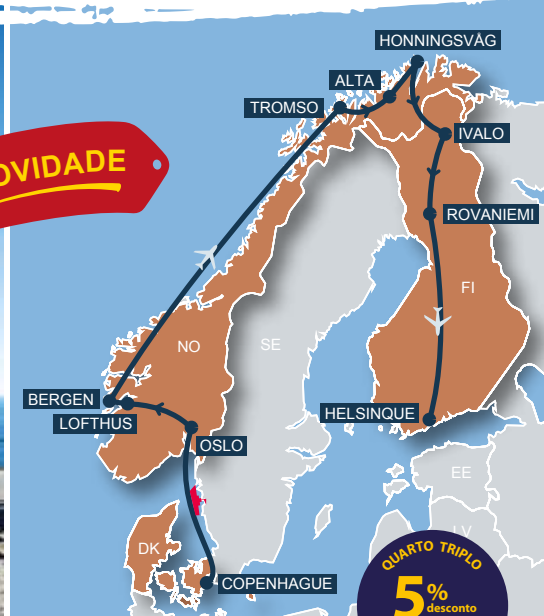 HONNINGSVÅG
ALTA
TROMSO
IVALO
OVIDADE
ROVANIEMI
FI
NO
SE
BERGEN
LOFTHUS
HELSINQUE
OSLO
EE
LV
DK
QUARTO TRIPLO
5%
desconto
COPENHAGUE